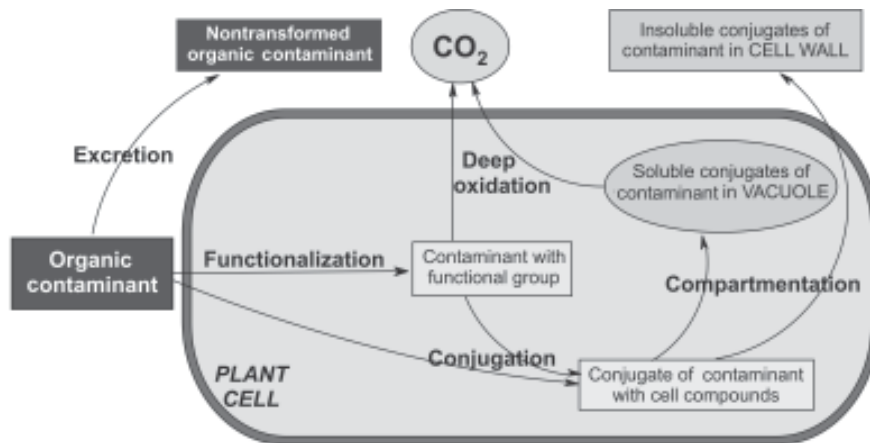 Nontransformed
organic contaminant
CO₂
Insoluble conjugates of
contaminant in CELL WALL
Excretion
Deep
oxidation
Soluble conjugates of
contaminant in VACUOLE
Organic
contaminant
Functionalization
Contaminant with
functional group
Compartmentation
Conjugation
PLANT
CELL
Conjugate of contaminant
with cell compounds